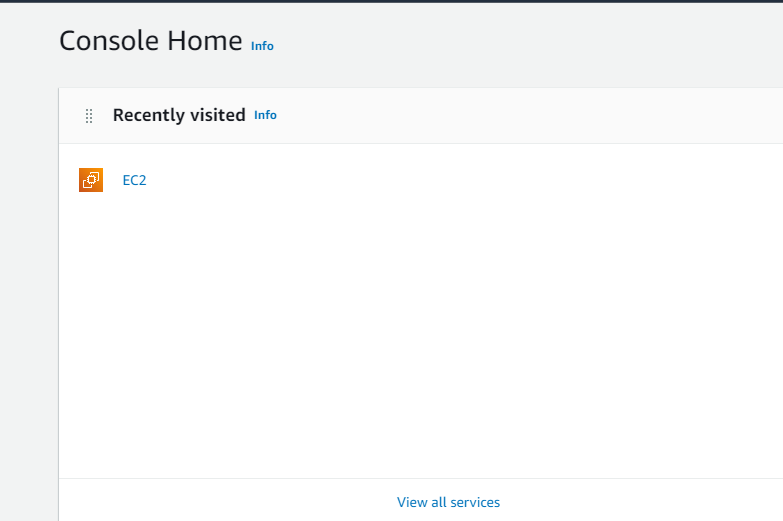 Console Home Info
Recently visited Info
EC2
View all services